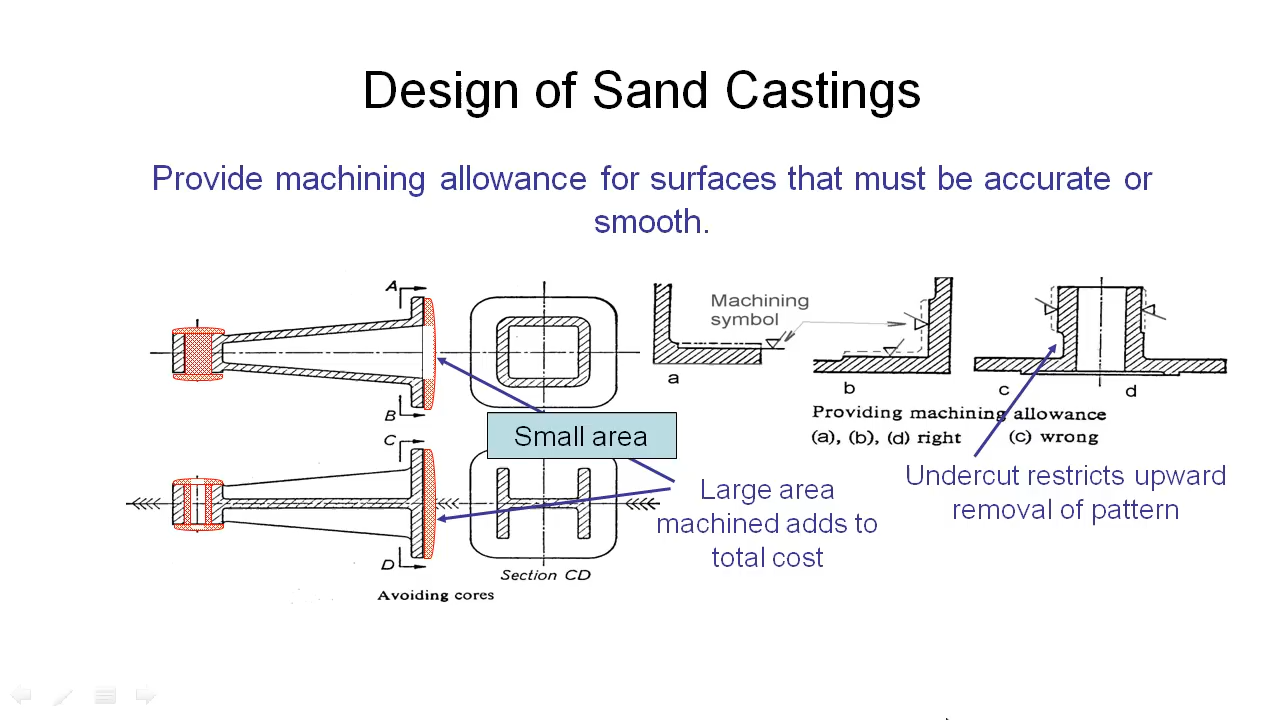 Design of Sand Castings
Provide machining allowance for surfaces that must be accurate or
smooth.
A
B
C
D
Small area
Section CD
Avoiding cores
Large area
machined adds to
total cost
Machining
symbol
a
b
c
d
Providing machining allowance
(a), (b), (d) right (c) wrong
Undercut restricts upward
removal of pattern